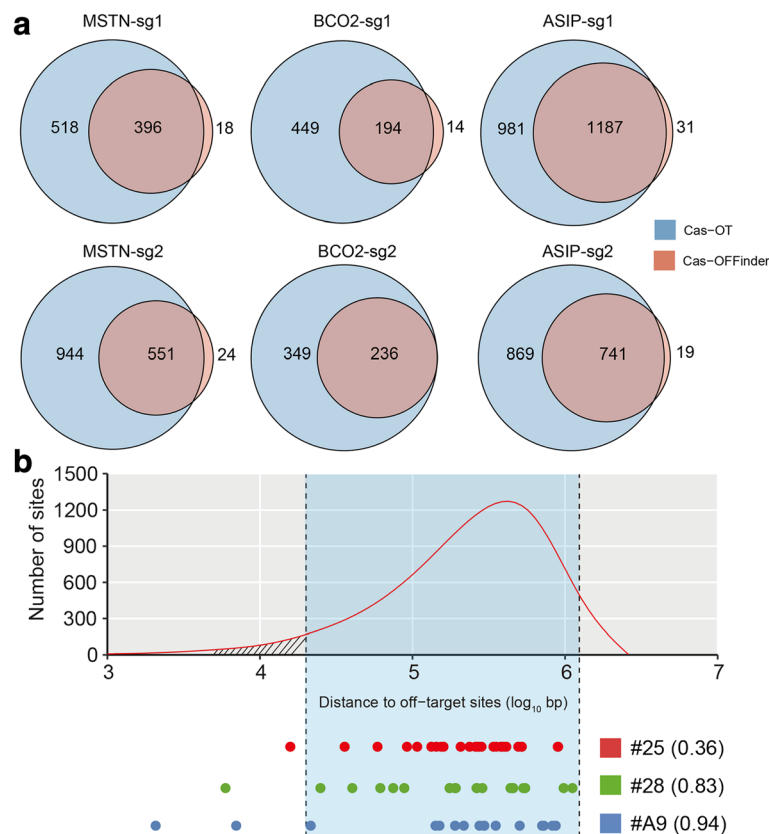 a
MSTN-sg1 BCO2-sg1 ASIP-sg1
518 396 18 449 194 14 981 1187 31
Cas-OT
Cas-OFFinder
MSTN-sg2 BCO2-sg2 ASIP-sg2
944 551 24 349 236 869 741 19
b
Number of sites
1500
1200
900
600
300
0
3 4 5 6 7
Distance to off-target sites (log10 bp)
#25 (0.36)
#28 (0.83)
#A9 (0.94)